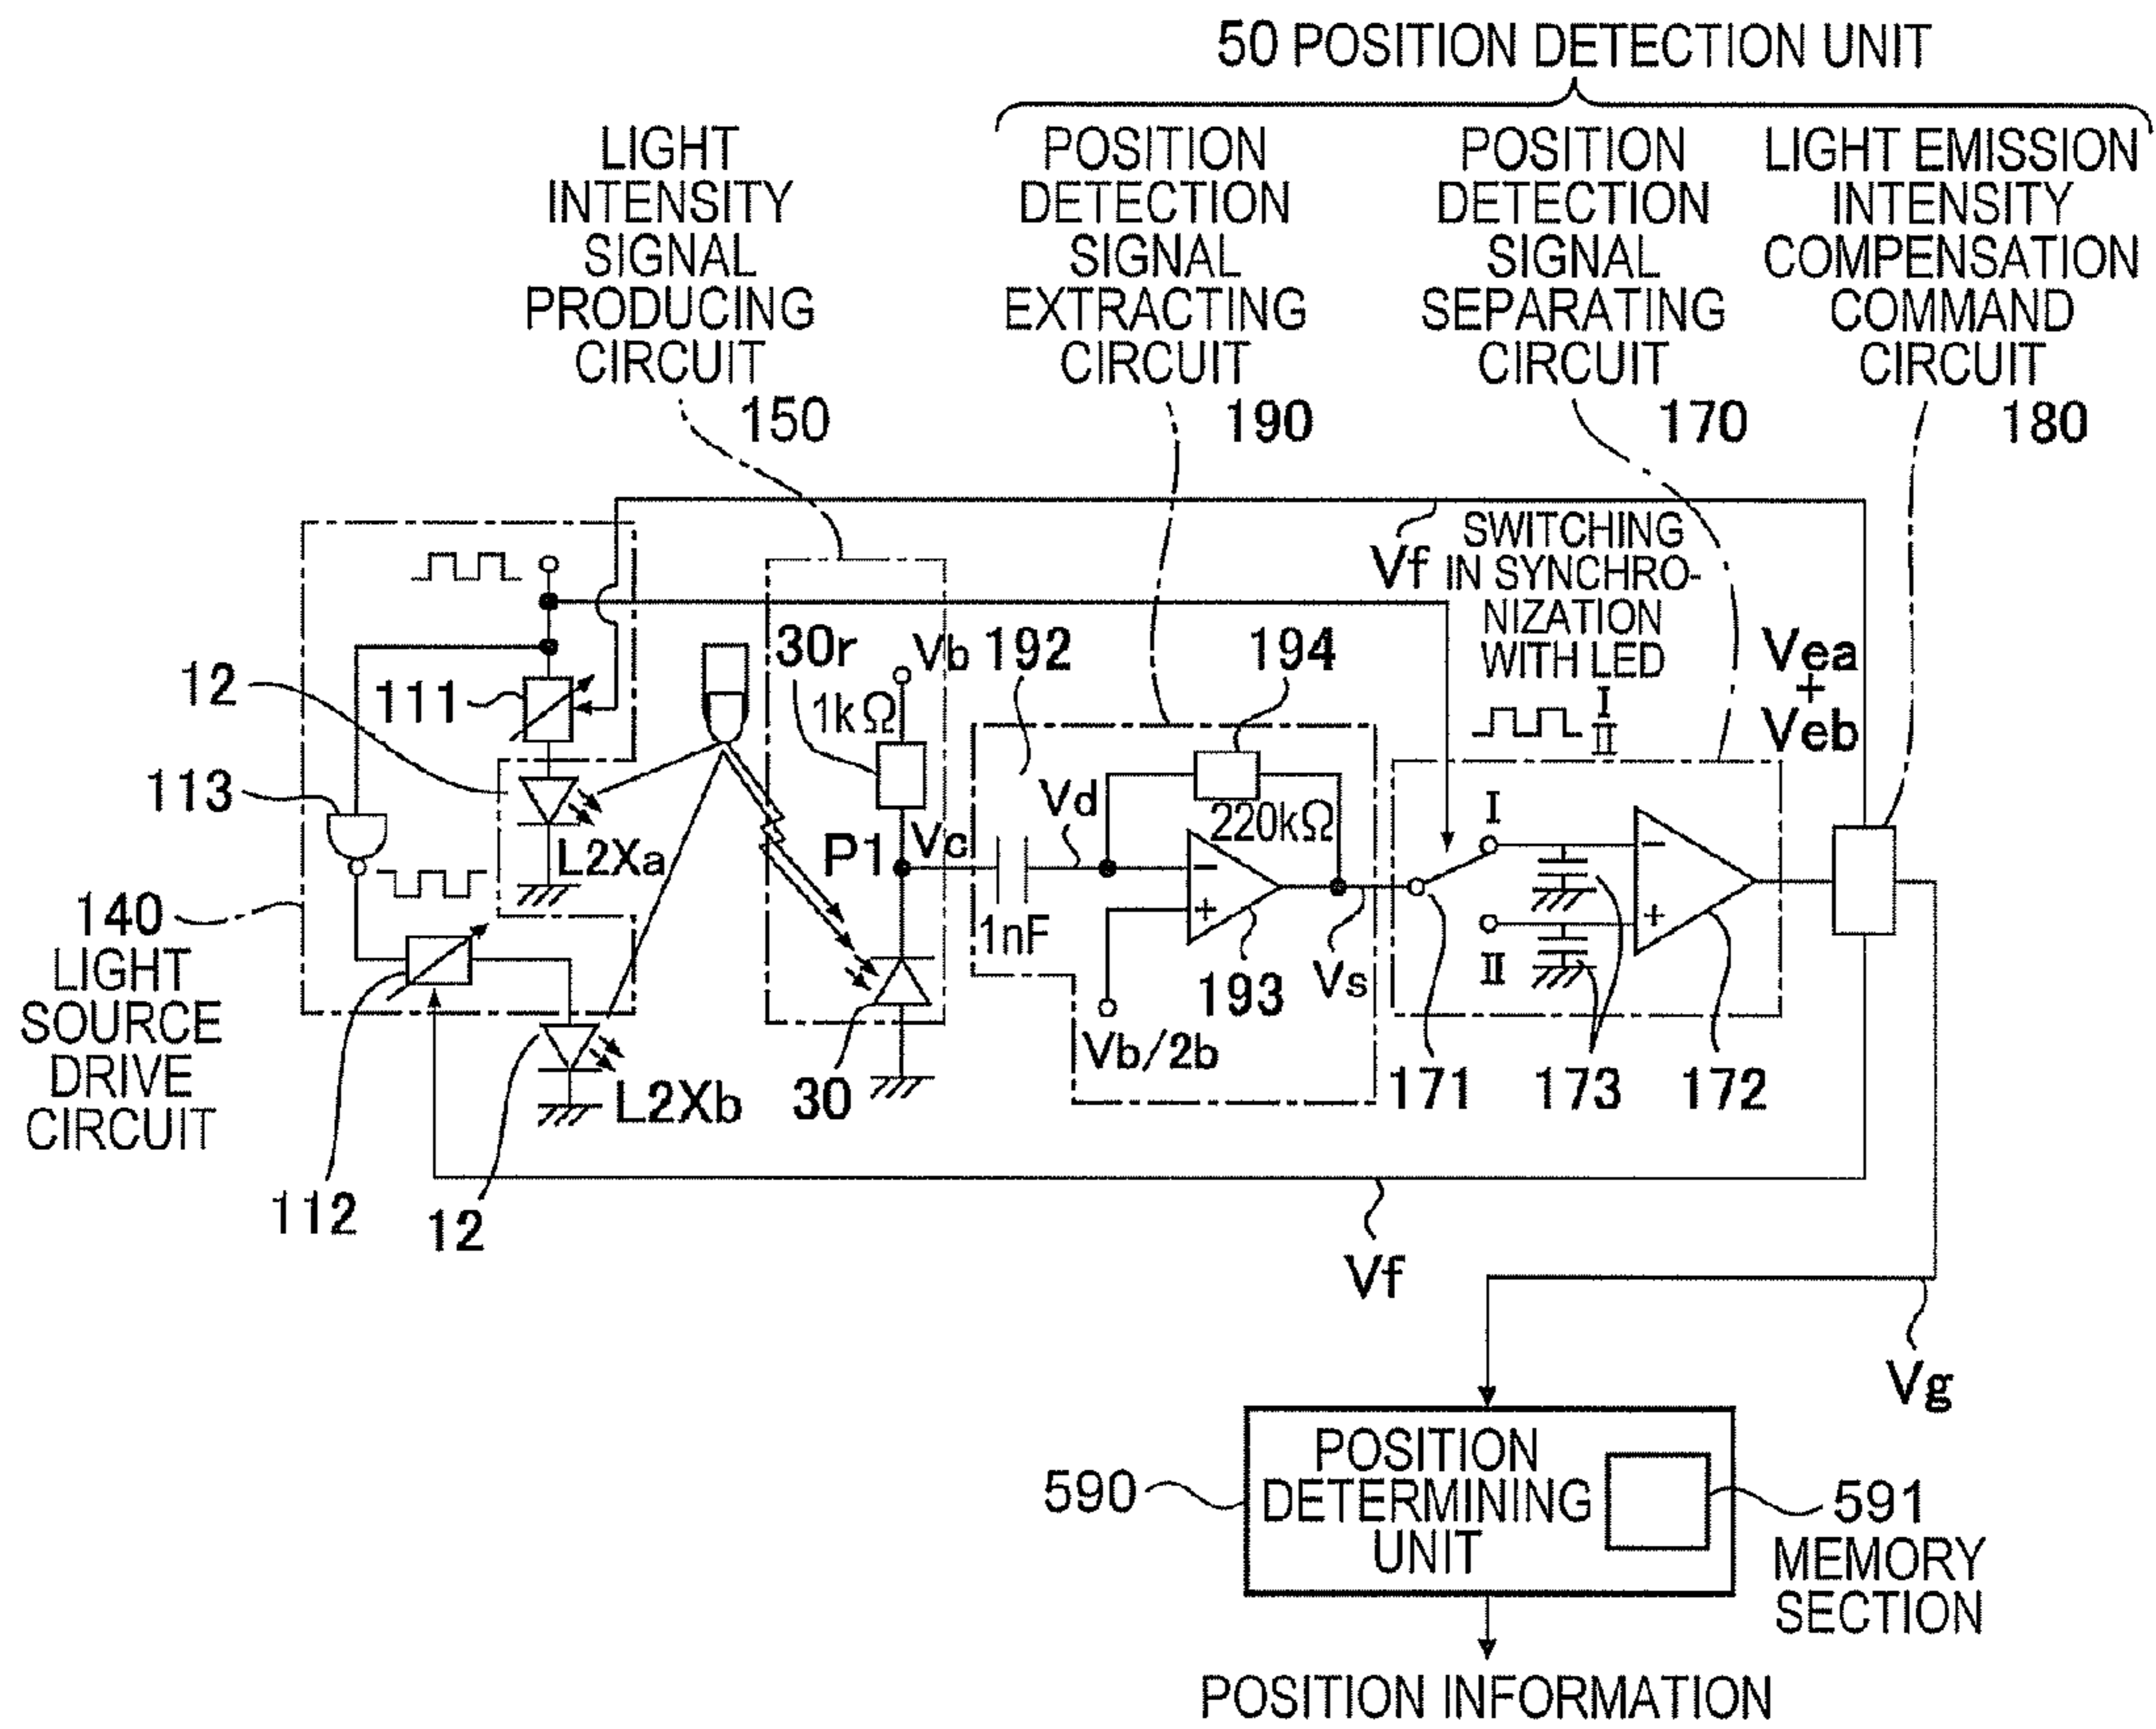 50 POSITION DETECTION UNIT
LIGHT
INTENSITY
SIGNAL
PRODUCING
CIRCUIT
150
POSITION
DETECTION
SIGNAL
EXTRACTING
CIRCUIT
190
POSITION
DETECTION
SIGNAL
SEPARATING
CIRCUIT
170
LIGHT EMISSION
INTENSITY
COMPENSATION
COMMAND
CIRCUIT
180
Vf
SWITCHING
IN SYNCHRO-
NIZATION
WITH LED
I
II
Vea
+
Veb
12
111
113
L2Xa
140
LIGHT
SOURCE
DRIVE
CIRCUIT
112
12
L2Xb
30r
1kΩ
Vb
P1
Vc
30
192
1nF
Vd
194
220kΩ
−
+
193
Vb/2b
Vs
I
II
171
173
−
+
172
Vf
Vg
590
POSITION
DETERMINING
UNIT
591
MEMORY
SECTION
POSITION INFORMATION